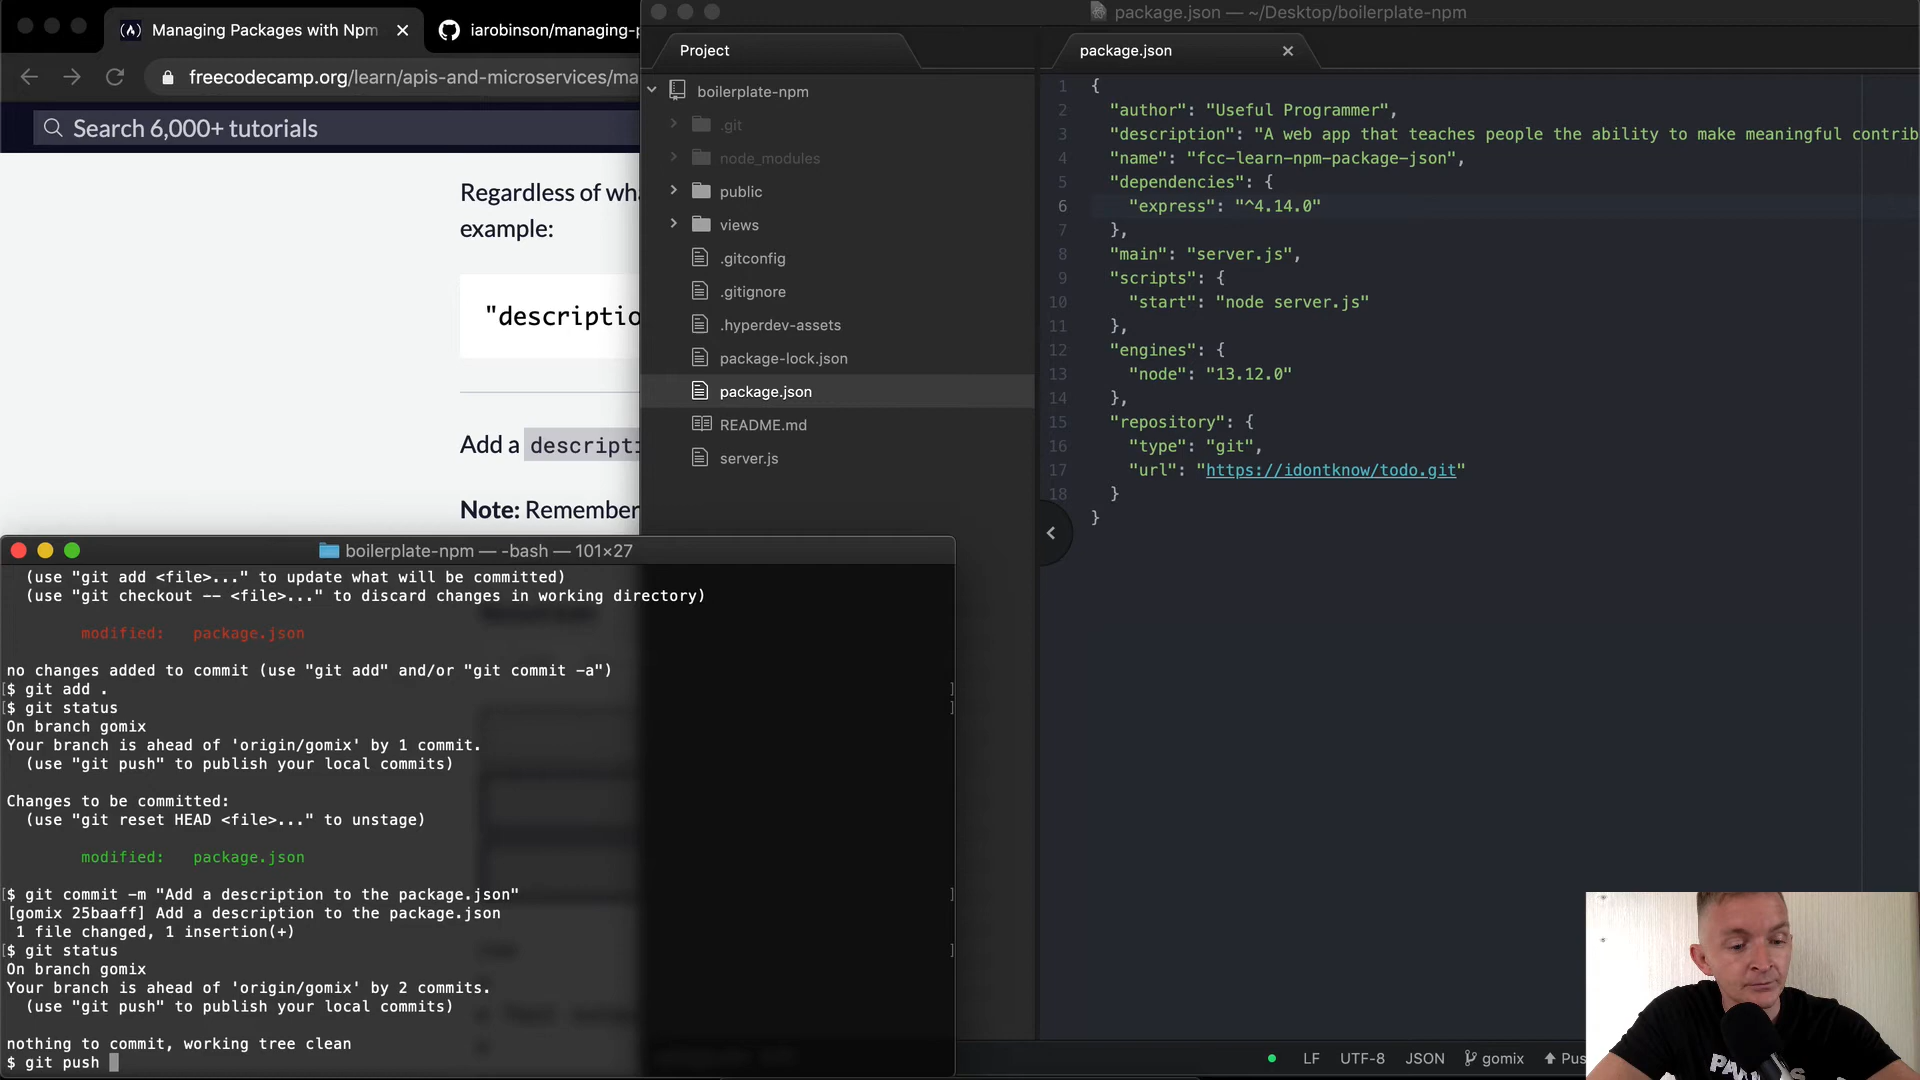 Managing Packages with Npm
iarobinson/managing-p
freecodecamp.org/learn/apis-and-microservices/ma
Search 6,000+ tutorials
Regardless of wha
example:
"descriptio
Add a descripti
Note: Remember
package.json — ~/Desktop/boilerplate-npm
Project
boilerplate-npm
.git
node_modules
public
views
.gitconfig
.gitignore
.hyperdev-assets
package-lock.json
package.json
README.md
server.js
package.json
1 {
2 "author": "Useful Programmer",
3 "description": "A web app that teaches people the ability to make meaningful contrib
4 "name": "fcc-learn-npm-package-json",
5 "dependencies": {
6 "express": "^4.14.0"
7 },
8 "main": "server.js",
9 "scripts": {
10 "start": "node server.js"
11 },
12 "engines": {
13 "node": "13.12.0"
14 },
15 "repository": {
16 "type": "git",
17 "url": "https://idontknow/todo.git"
18 }
}
boilerplate-npm — -bash — 101×27
(use "git add <file>..." to update what will be committed)
(use "git checkout -- <file>..." to discard changes in working directory)
modified: package.json
no changes added to commit (use "git add" and/or "git commit -a")
[$ git add . ]
[$ git status ]
On branch gomix
Your branch is ahead of 'origin/gomix' by 1 commit.
(use "git push" to publish your local commits)
Changes to be committed:
(use "git reset HEAD <file>..." to unstage)
modified: package.json
[$ git commit -m "Add a description to the package.json" ]
[gomix 25baaff] Add a description to the package.json
1 file changed, 1 insertion(+)
[$ git status ]
On branch gomix
Your branch is ahead of 'origin/gomix' by 2 commits.
(use "git push" to publish your local commits)
nothing to commit, working tree clean
$ git push
LF UTF-8 JSON gomix Pus